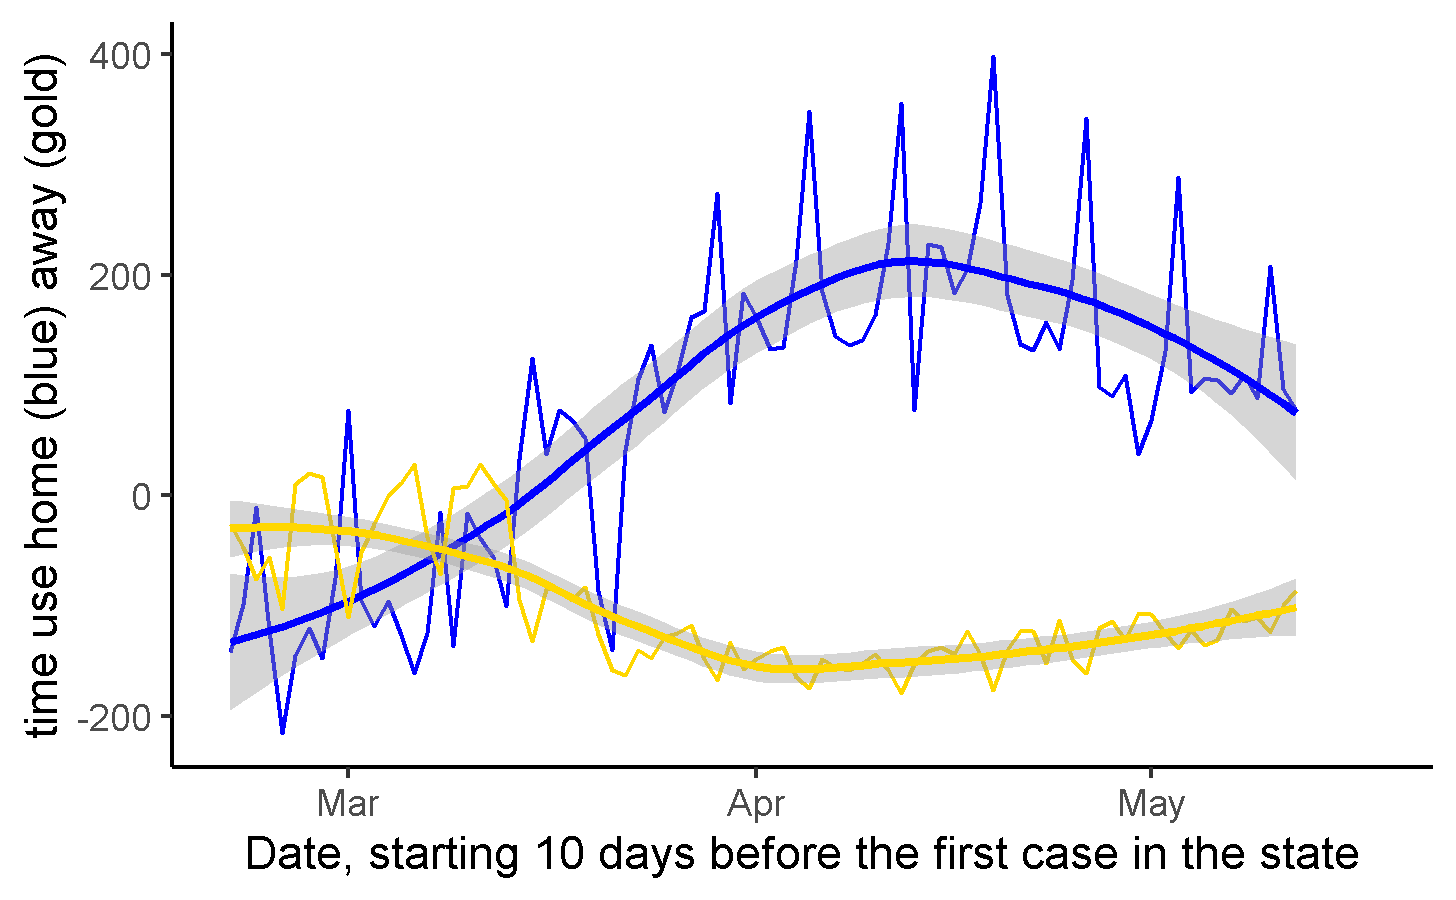 time use home (blue) away (gold)
400
200
0
-200
Mar
Apr
May
Date, starting 10 days before the first case in the state